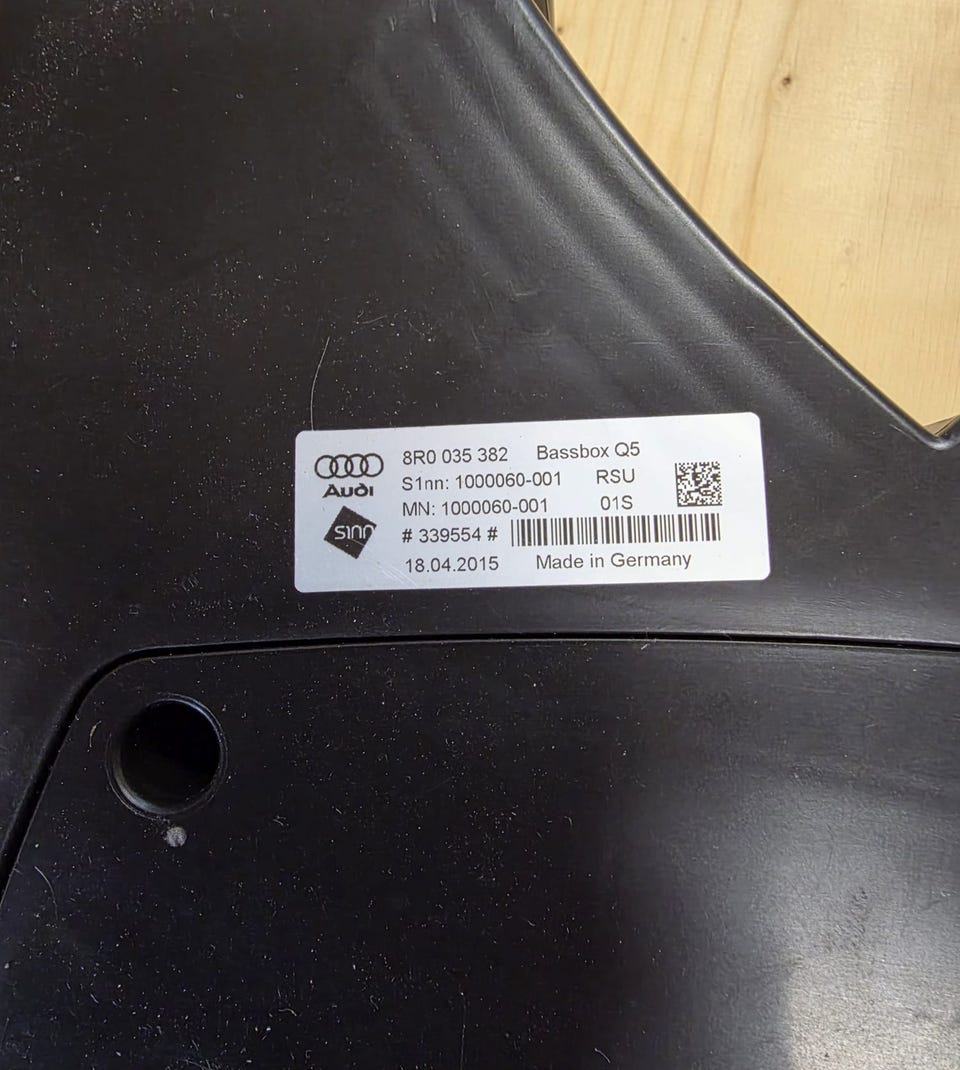 8R0 035 382 Bassbox Q5
Audi
S1nn: 1000060-001 RSU
MN: 1000060-001 01S
S1nn
# 339554 #
18.04.2015 Made in Germany